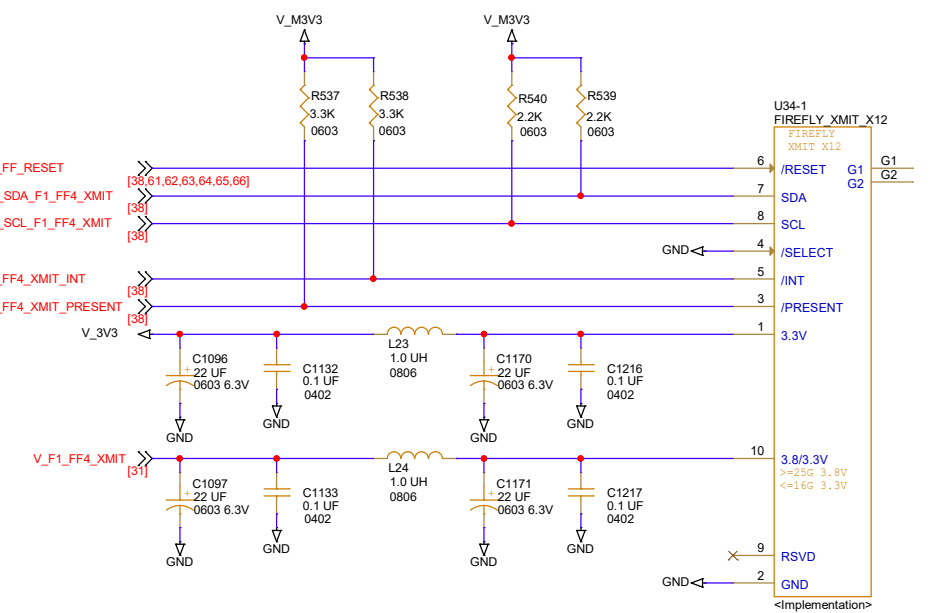 V_M3V3
V_M3V3
R537
3.3K
0603
R538
3.3K
0603
R540
2.2K
0603
R539
2.2K
0603
U34-1
FIREFLY_XMIT_X12
FIREFLY
XMIT X12
_FF_RESET
[38,61,62,63,64,65,66]
6
/RESET
G1
G1
G2
G2
_SDA_F1_FF4_XMIT
[38]
7
SDA
_SCL_F1_FF4_XMIT
[38]
8
SCL
GND
4
/SELECT
_FF4_XMIT_INT
[38]
5
/INT
_FF4_XMIT_PRESENT
[38]
3
/PRESENT
V_3V3
1
3.3V
L23
1.0 UH
0806
C1096
22 UF
0603 6.3V
+
GND
C1132
0.1 UF
0402
GND
C1170
22 UF
0603 6.3V
+
GND
C1216
0.1 UF
0402
GND
V_F1_FF4_XMIT
[31]
10
3.8/3.3V
>=25G 3.8V
<=16G 3.3V
L24
1.0 UH
0806
C1097
22 UF
0603 6.3V
+
GND
C1133
0.1 UF
0402
GND
C1171
22 UF
0603 6.3V
+
GND
C1217
0.1 UF
0402
GND
9
RSVD
GND
2
GND
<Implementation>